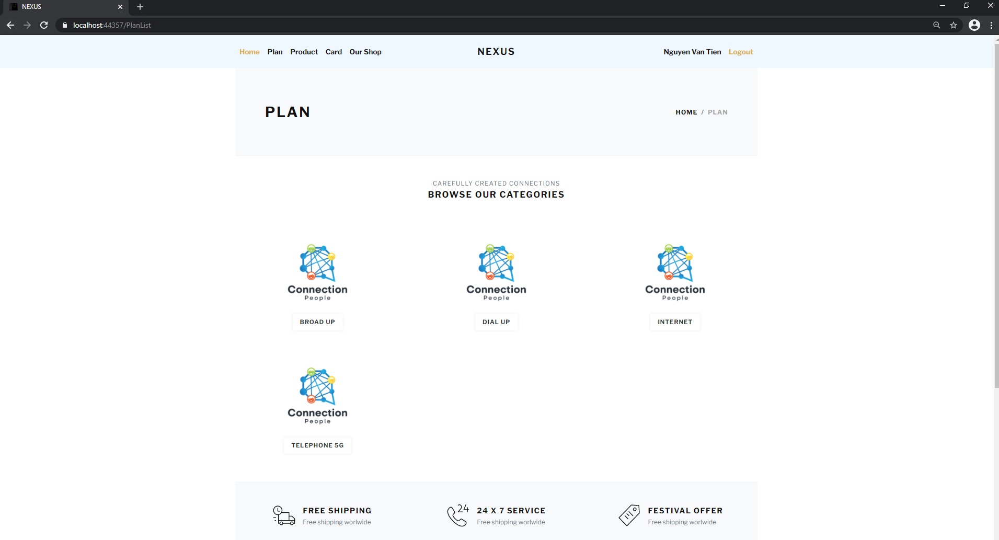 NEXUS
localhost:44357/PlanList
Home Plan Product Card Our Shop NEXUS Nguyen Van Tien Logout
PLAN HOME / PLAN
CAREFULLY CREATED CONNECTIONS
BROWSE OUR CATEGORIES
Connection Connection Connection
People People People
BROAD UP DIAL UP INTERNET
Connection
People
TELEPHONE 5G
FREE SHIPPING 24 24 X 7 SERVICE FESTIVAL OFFER
Free shipping worlwide Free shipping worlwide Free shipping worlwide